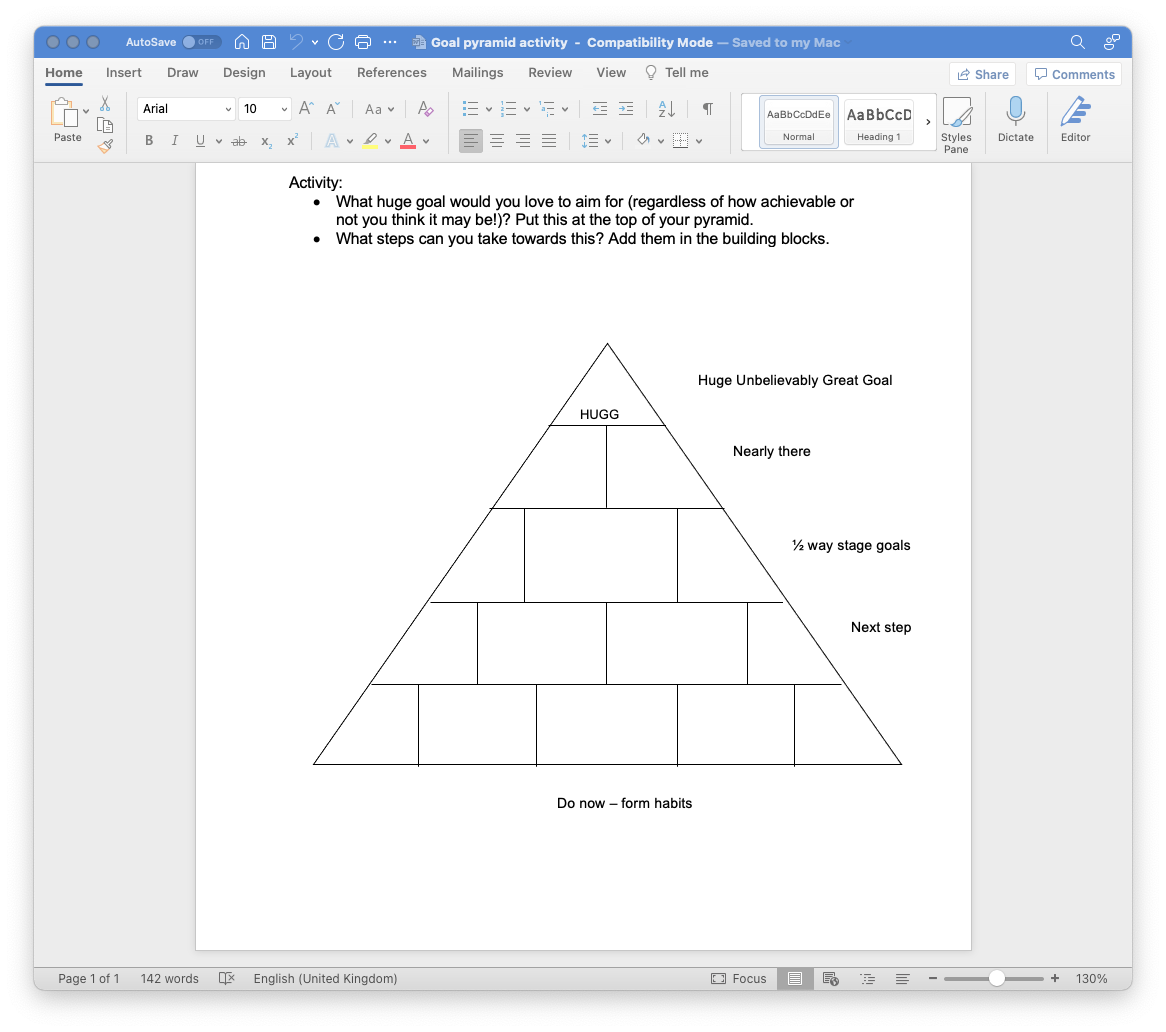 AutoSave OFF Goal pyramid activity - Compatibility Mode — Saved to my Mac
Home Insert Draw Design Layout References Mailings Review View Tell me Share Comments
Paste
Arial 10
Aa
B I U ab x₂ x² A A
AaBbCcDdEe Normal
AaBbCcD Heading 1
Styles Pane
Dictate
Editor
Activity:
• What huge goal would you love to aim for (regardless of how achievable or
not you think it may be!)? Put this at the top of your pyramid.
• What steps can you take towards this? Add them in the building blocks.
Huge Unbelievably Great Goal
HUGG
Nearly there
½ way stage goals
Next step
Do now – form habits
Page 1 of 1 142 words English (United Kingdom) Focus 130%